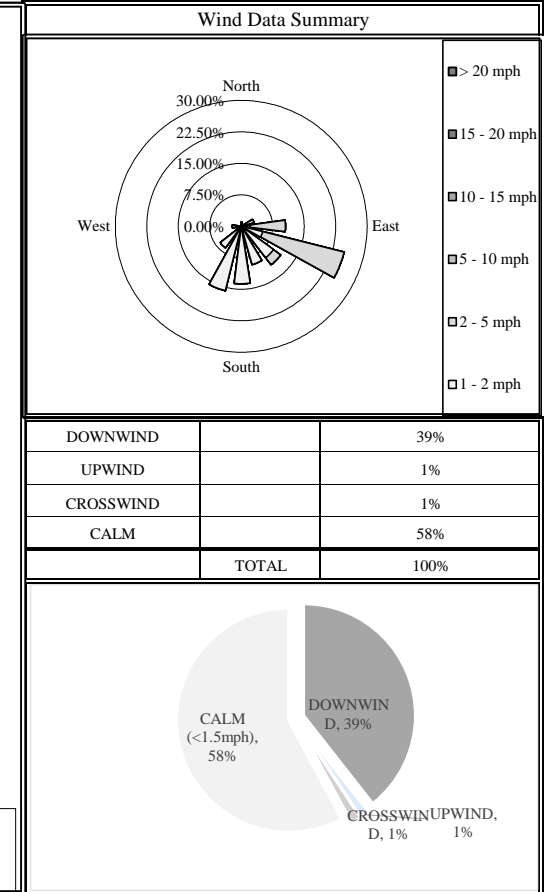 Wind Data Summary
North
30.00%
22.50%
15.00%
7.50%
0.00%
West
East
South
> 20 mph
15 - 20 mph
10 - 15 mph
5 - 10 mph
2 - 5 mph
1 - 2 mph
DOWNWIND 39%
UPWIND 1%
CROSSWIND 1%
CALM 58%
TOTAL 100%
DOWNWIN
D, 39%
CALM
(<1.5mph),
58%
CROSSWIN
D, 1%
UPWIND,
1%